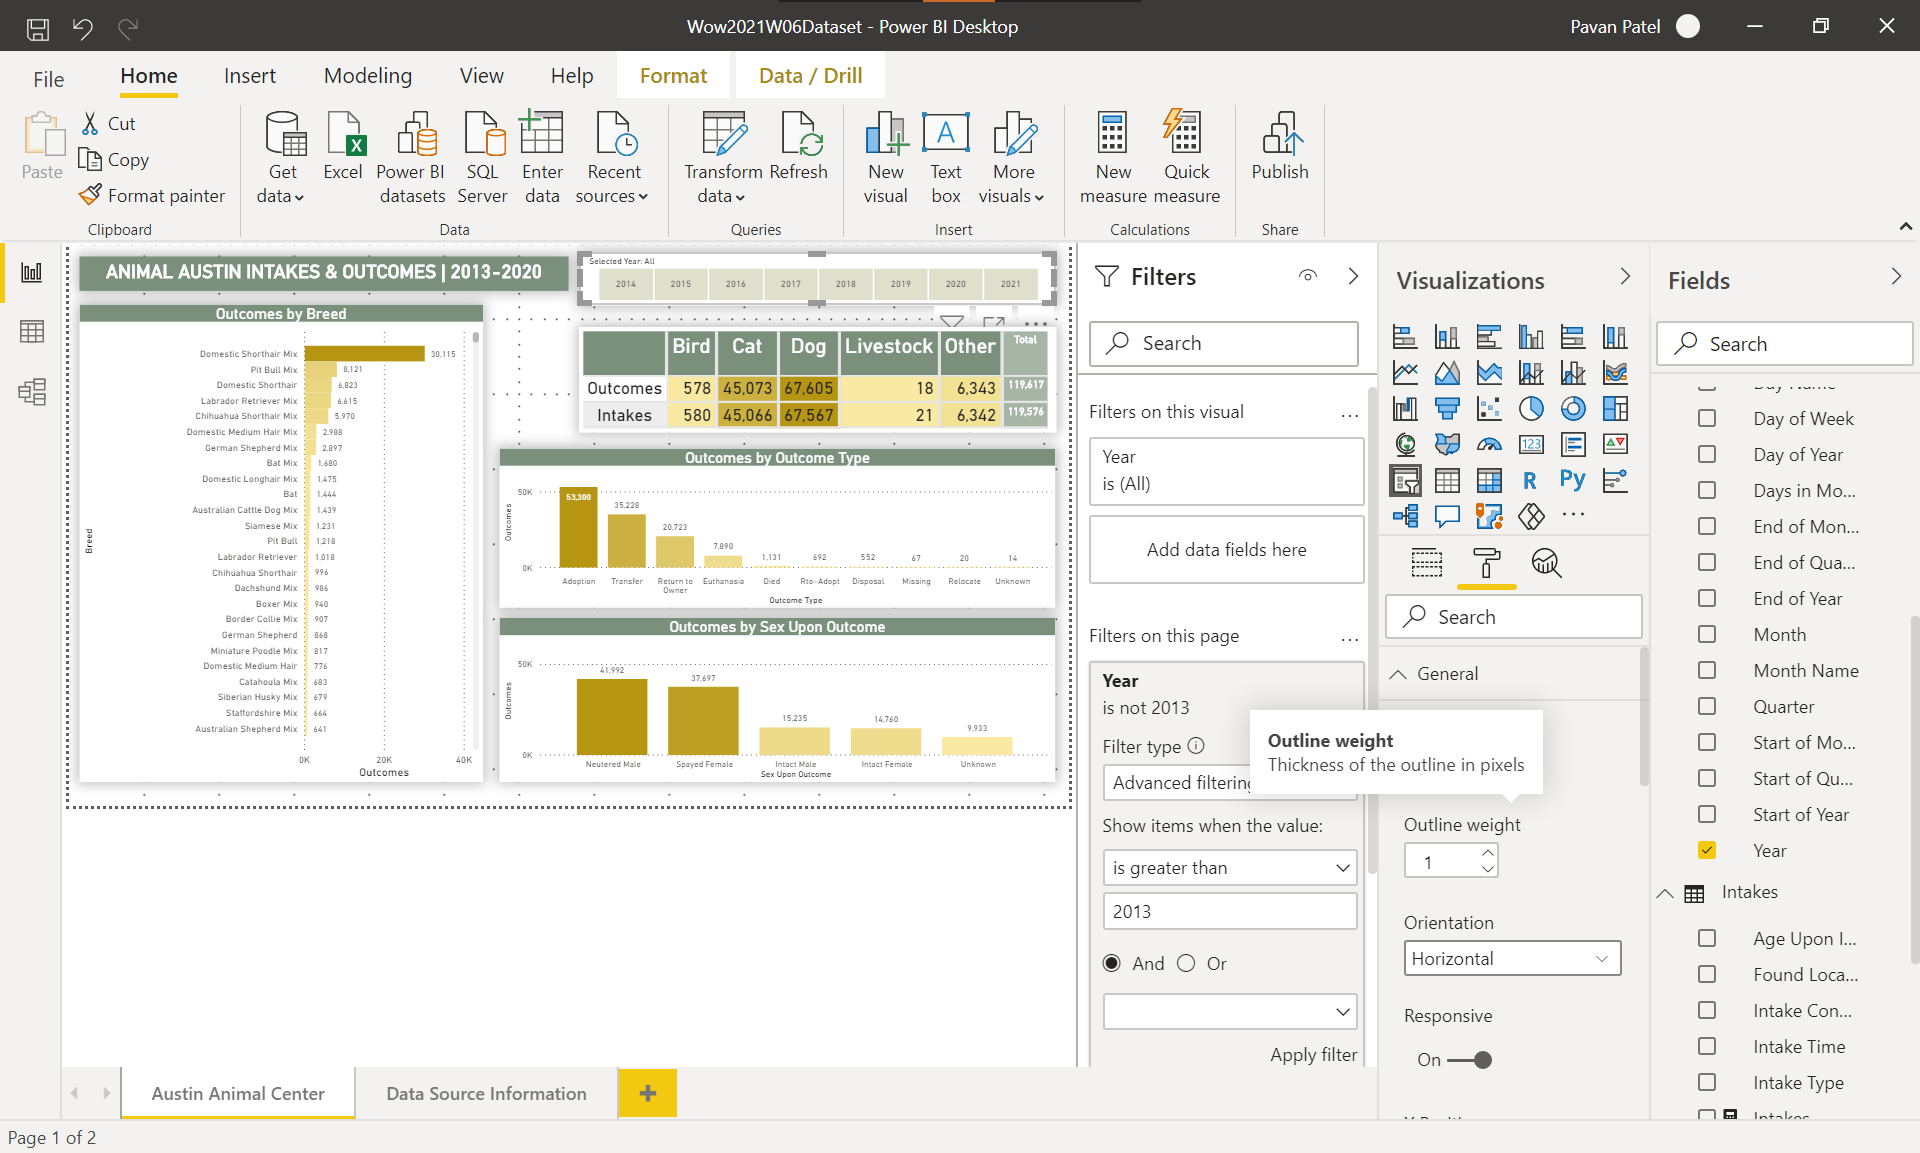 Wow2021W06Dataset - Power BI Desktop
Pavan Patel
File
Home
Insert
Modeling
View
Help
Format
Data / Drill
Paste
Cut
Copy
Format painter
Clipboard
Get data
Excel
Power BI datasets
SQL Server
Enter data
Recent sources
Data
Transform data
Refresh
Queries
New visual
A
Text box
More visuals
Insert
New measure
Quick measure
Calculations
Publish
Share
ANIMAL AUSTIN INTAKES & OUTCOMES | 2013-2020
Selected Year: All
2014 2015 2016 2017 2018 2019 2020 2021
Outcomes by Breed
Domestic Shorthair Mix 30,115
Pit Bull Mix 8,121
Domestic Shorthair 6,823
Labrador Retriever Mix 6,615
Chihuahua Shorthair Mix 5,970
Domestic Medium Hair Mix 2,988
German Shepherd Mix 2,897
Bat Mix 1,680
Domestic Longhair Mix 1,475
Bat 1,444
Australian Cattle Dog Mix 1,439
Siamese Mix 1,231
Pit Bull 1,218
Labrador Retriever 1,018
Chihuahua Shorthair 996
Dachshund Mix 986
Boxer Mix 940
Border Collie Mix 907
German Shepherd 868
Miniature Poodle Mix 817
Domestic Medium Hair 776
Catahoula Mix 683
Siberian Husky Mix 679
Staffordshire Mix 664
Australian Shepherd Mix 641
Breed
0K 20K 40K
Outcomes
Bird Cat Dog Livestock Other Total
Outcomes 578 45,073 67,605 18 6,343 119,617
Intakes 580 45,066 67,567 21 6,342 119,576
Outcomes by Outcome Type
50K
0K
Outcomes
53,300 35,228 20,723 7,890 1,131 692 552 67 20 14
Adoption Transfer Return to Owner Euthanasia Died Rto-Adopt Disposal Missing Relocate Unknown
Outcome Type
Outcomes by Sex Upon Outcome
50K
0K
Outcomes
41,992 37,697 15,235 14,760 9,933
Neutered Male Spayed Female Intact Male Intact Female Unknown
Sex Upon Outcome
Filters
Search
Filters on this visual
Year
is (All)
Add data fields here
Filters on this page
Year
is not 2013
Filter type
Advanced filtering
Show items when the value:
is greater than
2013
And Or
Apply filter
Visualizations
123
R
Py
Search
General
Outline weight
Thickness of the outline in pixels
Outline weight
1
Orientation
Horizontal
Responsive
On
Fields
Search
Day Name
Day of Week
Day of Year
Days in Mo...
End of Mon...
End of Qua...
End of Year
Month
Month Name
Quarter
Start of Mo...
Start of Qu...
Start of Year
Year
Intakes
Age Upon I...
Found Loca...
Intake Con...
Intake Time
Intake Type
Intakes
Austin Animal Center
Data Source Information
Page 1 of 2